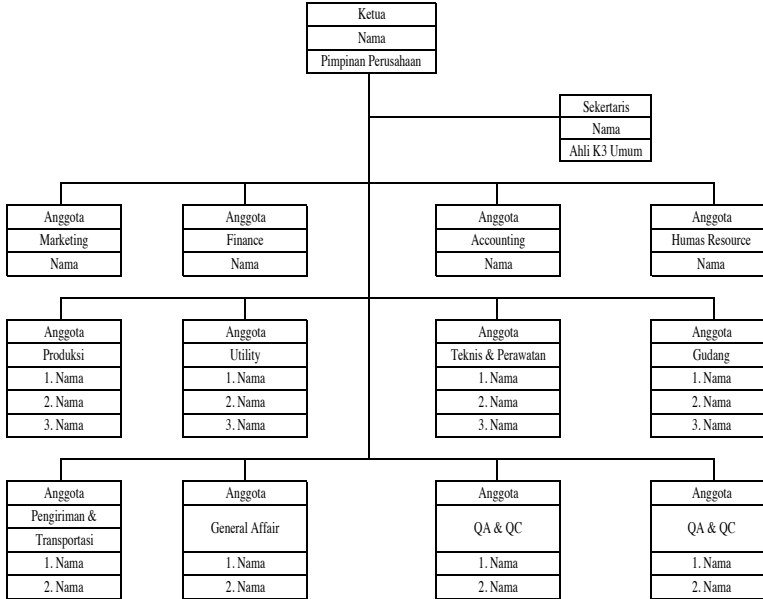 Ketua
Nama
Pimpinan Perusahaan
Sekertaris
Nama
Ahli K3 Umum
Anggota
Marketing
Nama
Anggota
Finance
Nama
Anggota
Accounting
Nama
Anggota
Humas Resource
Nama
Anggota
Produksi
1. Nama
2. Nama
3. Nama
Anggota
Utility
1. Nama
2. Nama
3. Nama
Anggota
Teknis & Perawatan
1. Nama
2. Nama
3. Nama
Anggota
Gudang
1. Nama
2. Nama
3. Nama
Anggota
Pengiriman &
Transportasi
1. Nama
2. Nama
Anggota
General Affair
1. Nama
2. Nama
Anggota
QA & QC
1. Nama
2. Nama
Anggota
QA & QC
1. Nama
2. Nama